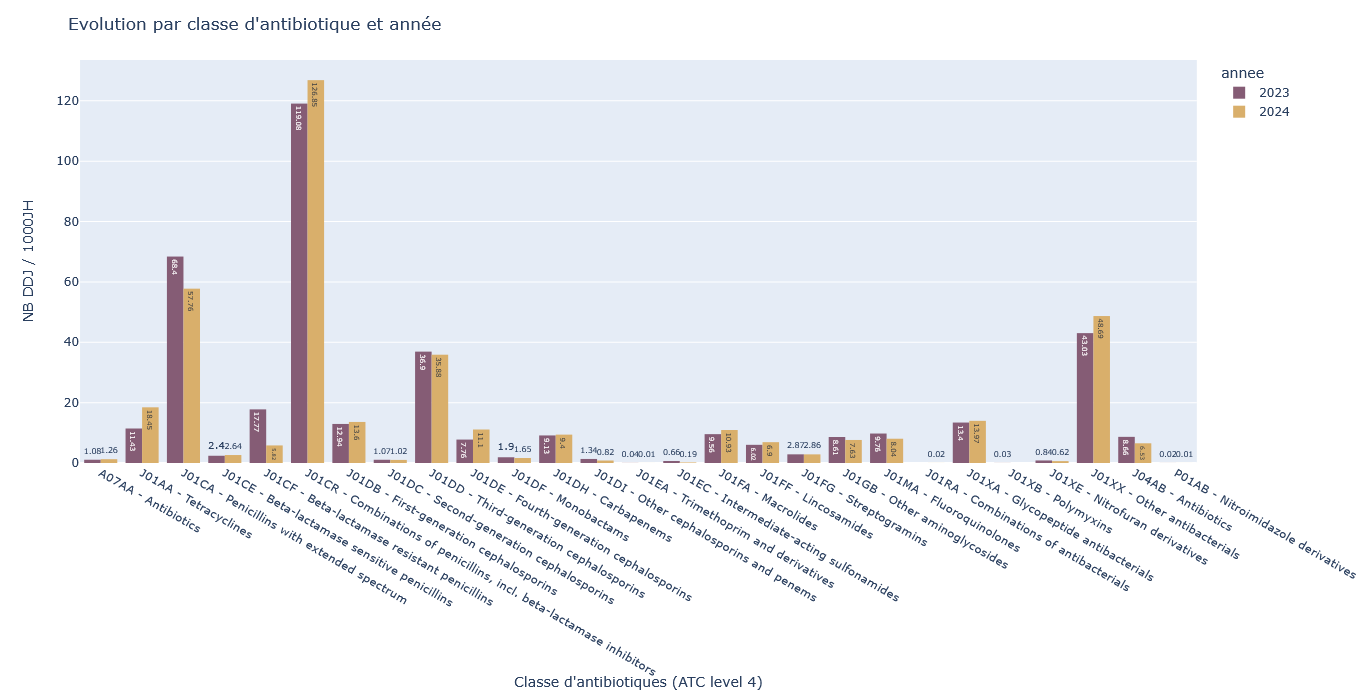 Evolution par classe d'antibiotique et année
annee
2023
2024
NB DDJ / 1000JH
120
100
80
60
40
20
0
1.08
1.26
11.43
18.45
68.4
57.76
2.4
2.64
17.77
5.82
119.08
126.85
12.94
13.6
1.07
1.02
36.9
35.88
7.76
11.1
1.9
1.65
9.13
9.4
1.34
0.82
0.04
0.01
0.66
0.19
9.56
10.93
6.02
6.9
2.87
2.86
8.61
7.63
9.76
8.04
0.02
13.4
13.97
0.03
0.84
0.62
43.03
48.69
8.66
6.53
0.02
0.01
A07AA - Antibiotics
J01AA - Tetracyclines
J01CA - Penicillins with extended spectrum
J01CE - Beta-lactamase sensitive penicillins
J01CF - Beta-lactamase resistant penicillins
J01CR - Combinations of penicillins, incl. beta-lactamase inhibitors
J01DB - First-generation cephalosporins
J01DC - Second-generation cephalosporins
J01DD - Third-generation cephalosporins
J01DE - Fourth-generation cephalosporins
J01DF - Monobactams
J01DH - Carbapenems
J01DI - Other cephalosporins and penems
J01EA - Trimethoprim and derivatives
J01EC - Intermediate-acting sulfonamides
J01FA - Macrolides
J01FF - Lincosamides
J01FG - Streptogramins
J01GB - Other aminoglycosides
J01MA - Fluoroquinolones
J01RA - Combinations of antibacterials
J01XA - Glycopeptide antibacterials
J01XB - Polymyxins
J01XE - Nitrofuran derivatives
J01XX - Other antibacterials
J04AB - Antibiotics
P01AB - Nitroimidazole derivatives
Classe d'antibiotiques (ATC level 4)